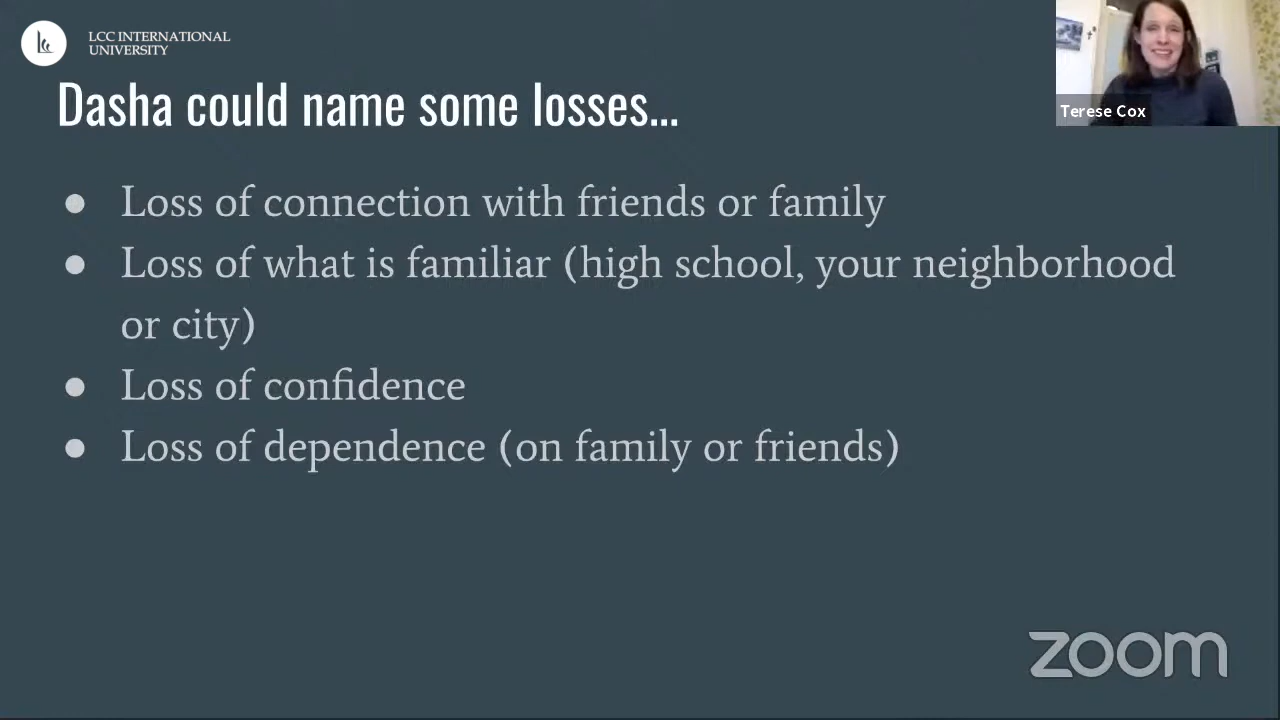 LCC INTERNATIONAL
UNIVERSITY
Dasha could name some losses...
Terese Cox
● Loss of connection with friends or family
● Loss of what is familiar (high school, your neighborhood
or city)
● Loss of confidence
● Loss of dependence (on family or friends)
zoom